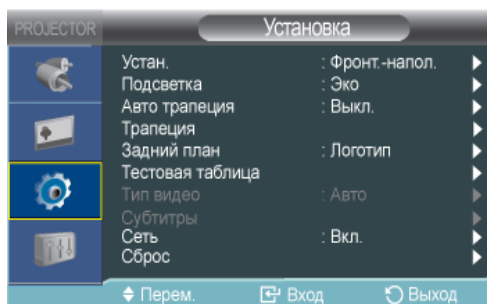 PROJECTOR Установка
Устан. : Фронт.-напол.
Подсветка : Эко
Авто трапеция : Выкл.
Трапеция
Задний план : Логотип
Тестовая таблица
Тип видео : Авто
Субтитры
Сеть : Вкл.
Сброс
Перем. Вход Выход